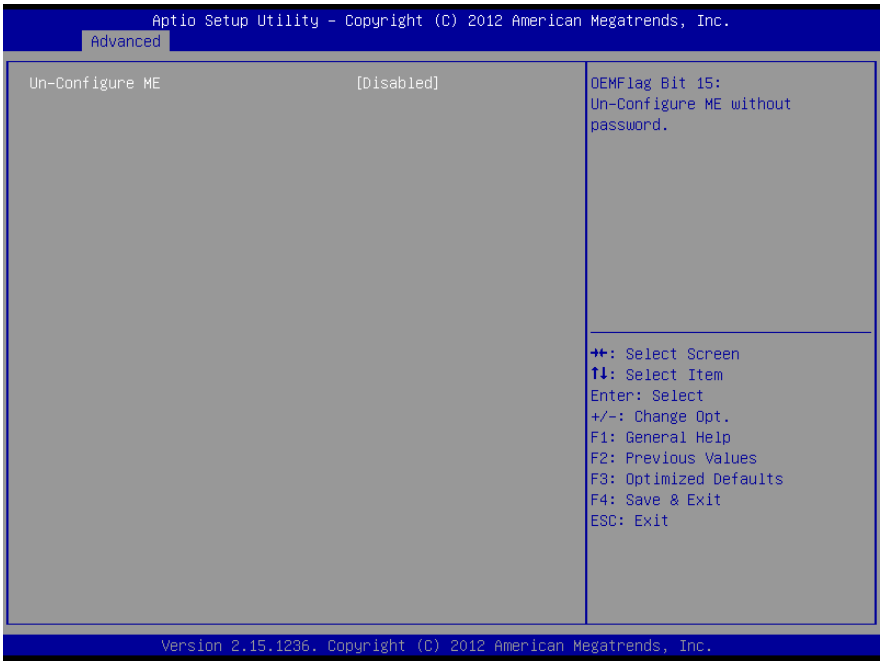 Aptio Setup Utility – Copyright (C) 2012 American Megatrends, Inc.
Advanced
Un-Configure ME [Disabled]
OEMFlag Bit 15:
Un-Configure ME without
password.
→←: Select Screen
↑↓: Select Item
Enter: Select
+/-: Change Opt.
F1: General Help
F2: Previous Values
F3: Optimized Defaults
F4: Save & Exit
ESC: Exit
Version 2.15.1236. Copyright (C) 2012 American Megatrends, Inc.